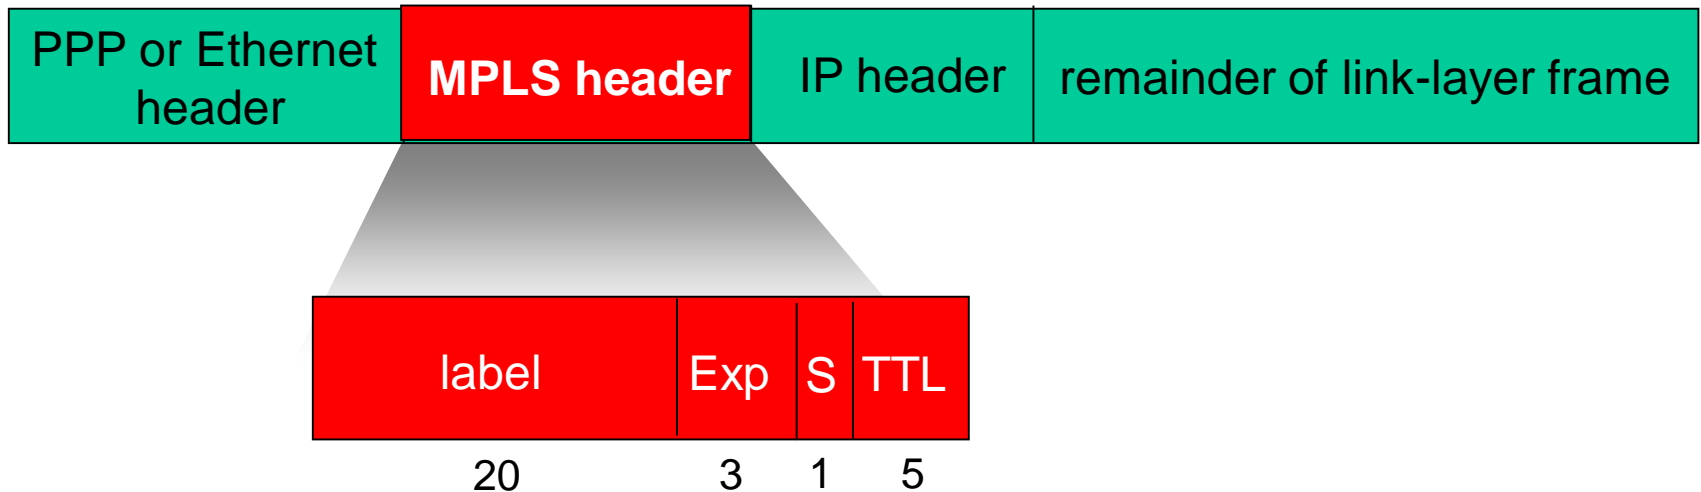 PPP or Ethernet
header
MPLS header
IP header
remainder of link-layer frame
label
Exp
S
TTL
20
3
1
5